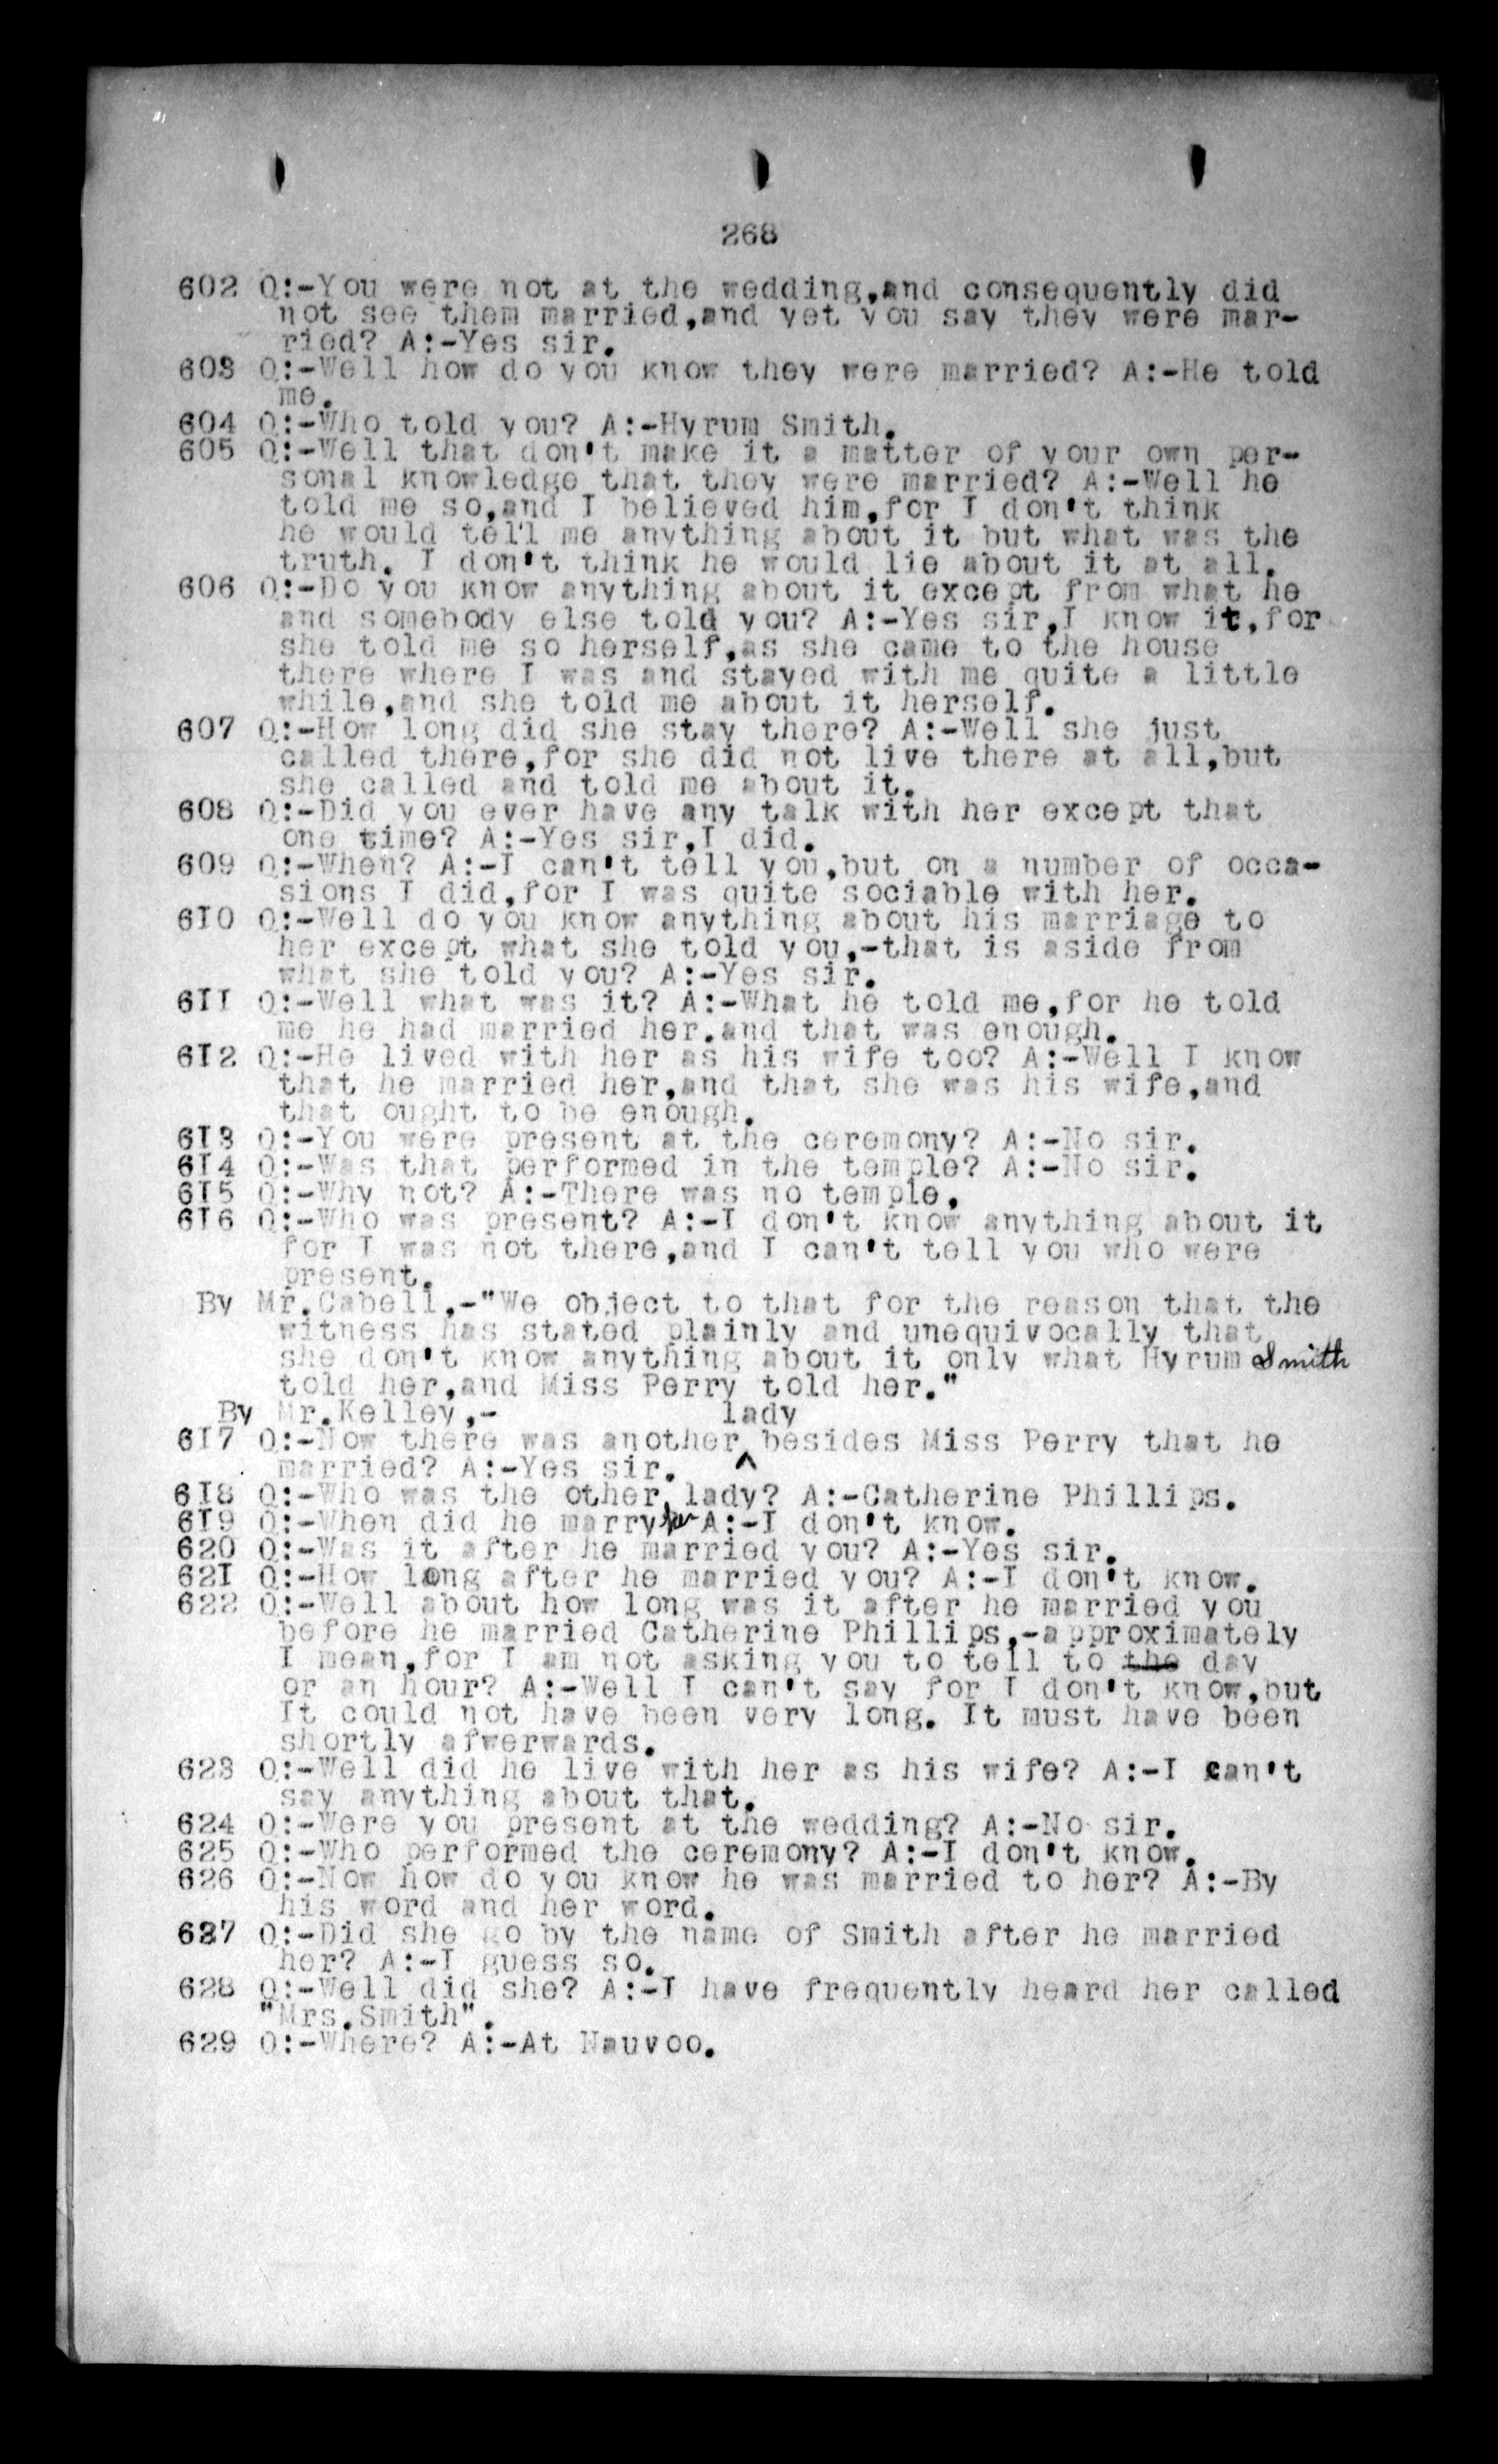 268
602 Q:-You were not at the wedding,and consequently did
not see them married,and yet you say they were mar-
ried? A:-Yes sir.
603 Q:-Well how do you know they were married? A:-He told
me.
604 Q:-Who told you? A:-Hyrum Smith.
605 Q:-Well that don't make it a matter of your own per-
sonal knowledge that they were married? A:-Well he
told me so,and I believed him,for I don't think
he would tell me anything about it but what was the
truth. I don't think he would lie about it at all.
606 Q:-Do you know anything about it except from what he
and somebody else told you? A:-Yes sir,I know it,for
she told me so herself,as she came to the house
there where I was and stayed with me quite a little
while,and she told me about it herself.
607 Q:-How long did she stay there? A:-Well she just
called there,for she did not live there at all,but
she called and told me about it.
608 Q:-Did you ever have any talk with her except that
one time? A:-Yes sir,I did.
609 Q:-When? A:-I can't tell you,but on a number of occa-
sions I did,for I was quite sociable with her.
6I0 Q:-Well do you know anything about his marriage to
her except what she told you,-that is aside from
what she told you? A:-Yes sir.
6II Q:-Well what was it? A:-What he told me,for he told
me he had married her.and that was enough.
6I2 Q:-He lived with her as his wife too? A:-Well I know
that he married her,and that she was his wife,and
that ought to be enough.
6I3 Q:-You were present at the ceremony? A:-No sir.
6I4 Q:-Was that performed in the temple? A:-No sir.
6I5 Q:-Why not? A:-There was no temple.
6I6 Q:-Who was present? A:-I don't know anything about it
for I was not there,and I can't tell you who were
present.
By Mr.Cabell,-"We object to that for the reason that the
witness has stated plainly and unequivocally that
she don't know anything about it only what Hyrum Smith
told her,and Miss Perry told her."
By Mr.Kelley,-
lady
6I7 Q:-Now there was another ^ besides Miss Perry that he
married? A:-Yes sir.
6I8 Q:-Who was the other lady? A:-Catherine Phillips.
6I9 Q:-When did he marry her A:-I don't know.
620 Q:-Was it after he married you? A:-Yes sir.
62I Q:-How long after he married you? A:-I don't know.
622 Q:-Well about how long was it after he married you
before he married Catherine Phillips,-approximately
I mean,for I am not asking you to tell to the day
or an hour? A:-Well I can't say for I don't know,but
It could not have been very long. It must have been
shortly afwerwards.
623 Q:-Well did he live with her as his wife? A:-I can't
say anything about that.
624 Q:-Were you present at the wedding? A:-No sir.
625 Q:-Who performed the ceremony? A:-I don't know.
626 Q:-Now how do you know he was married to her? A:-By
his word and her word.
627 Q:-Did she go by the name of Smith after he married
her? A:-I guess so.
628 Q:-Well did she? A:-I have frequently heard her called
"Mrs.Smith".
629 Q:-Where? A:-At Nauvoo.